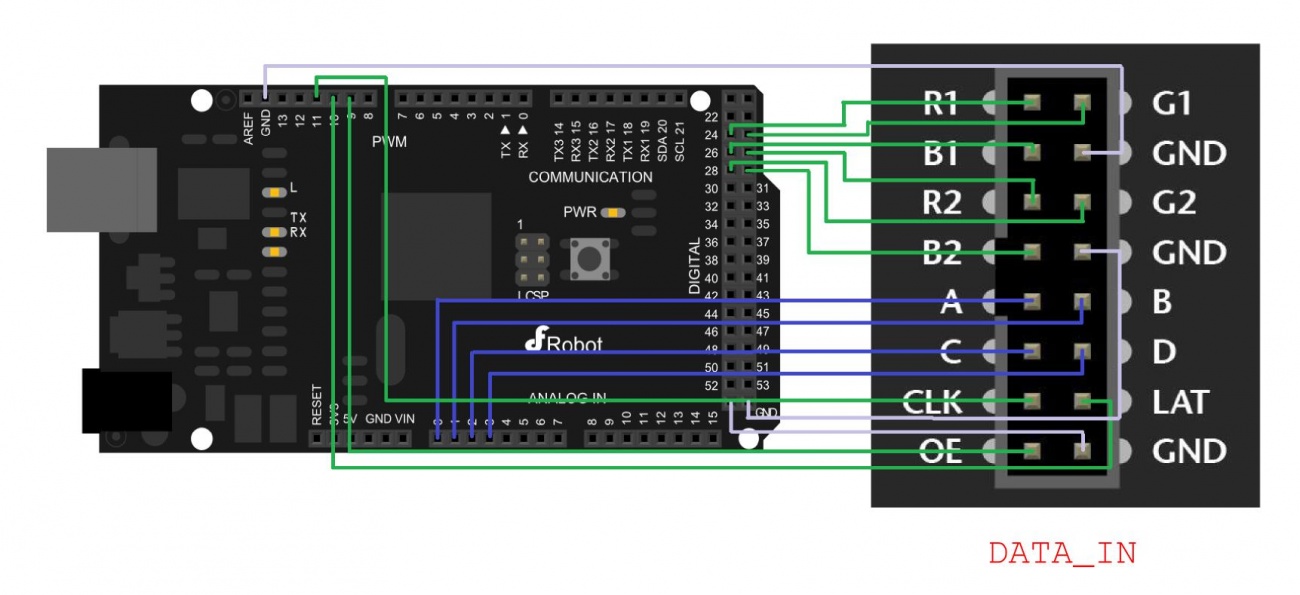 AREF
GND
13
12
11
10
9
8
7
6
5
4
3
2
TX ▶ 1
RX ▶ 0
PWM
TX3 14
RX3 15
TX2 16
RX2 17
TX1 18
RX1 19
SDA 20
SCL 21
COMMUNICATION
L
TX
RX
PWR
1
ICSP
Robot
DIGITAL
22
24
26
28
30 31
32 33
34 35
36 37
38 39
40 41
42 43
44 45
46 47
48 49
50 51
52 53
GND
RESET
3V3
5V
GND VIN
ANALOG IN
0
1
2
3
4
5
6
7
8
9
10
11
12
13
14
15
R1 G1
B1 GND
R2 G2
B2 GND
A B
C D
CLK LAT
OE GND
DATA_IN